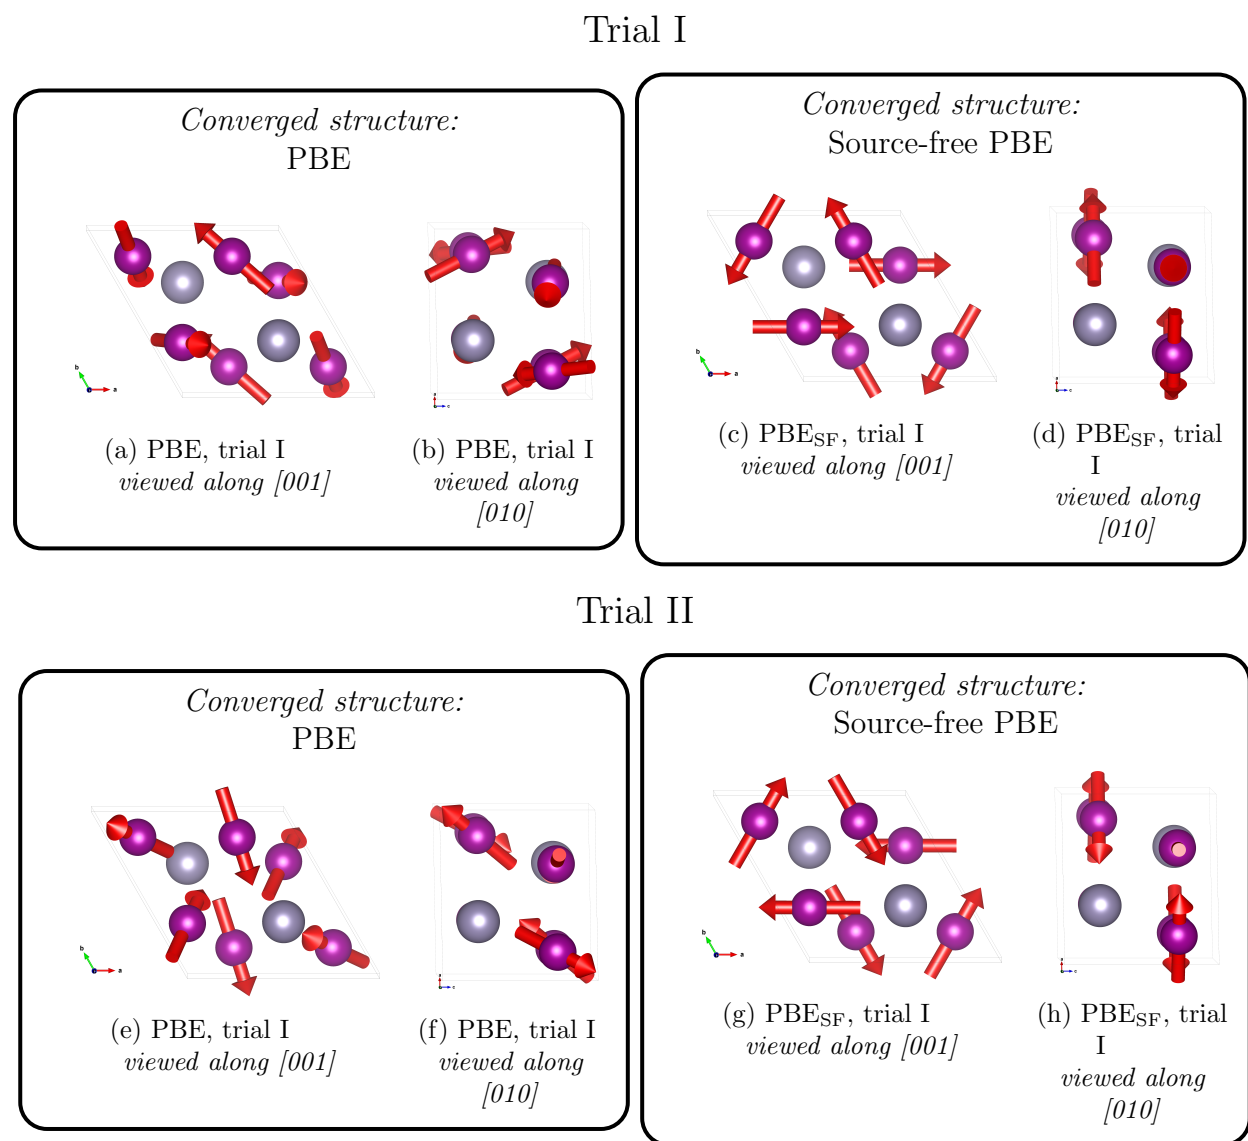 Trial I
Converged structure:
PBE
Converged structure:
Source-free PBE
b
a
a
c
b
a
a
c
(a) PBE, trial I
viewed along [001]
(b) PBE, trial I
viewed along
[010]
(c) PBE_SF, trial I
viewed along [001]
(d) PBE_SF, trial
I
viewed along
[010]
Trial II
Converged structure:
PBE
Converged structure:
Source-free PBE
b
a
a
c
b
a
a
c
(e) PBE, trial I
viewed along [001]
(f) PBE, trial I
viewed along
[010]
(g) PBE_SF, trial I
viewed along [001]
(h) PBE_SF, trial
I
viewed along
[010]